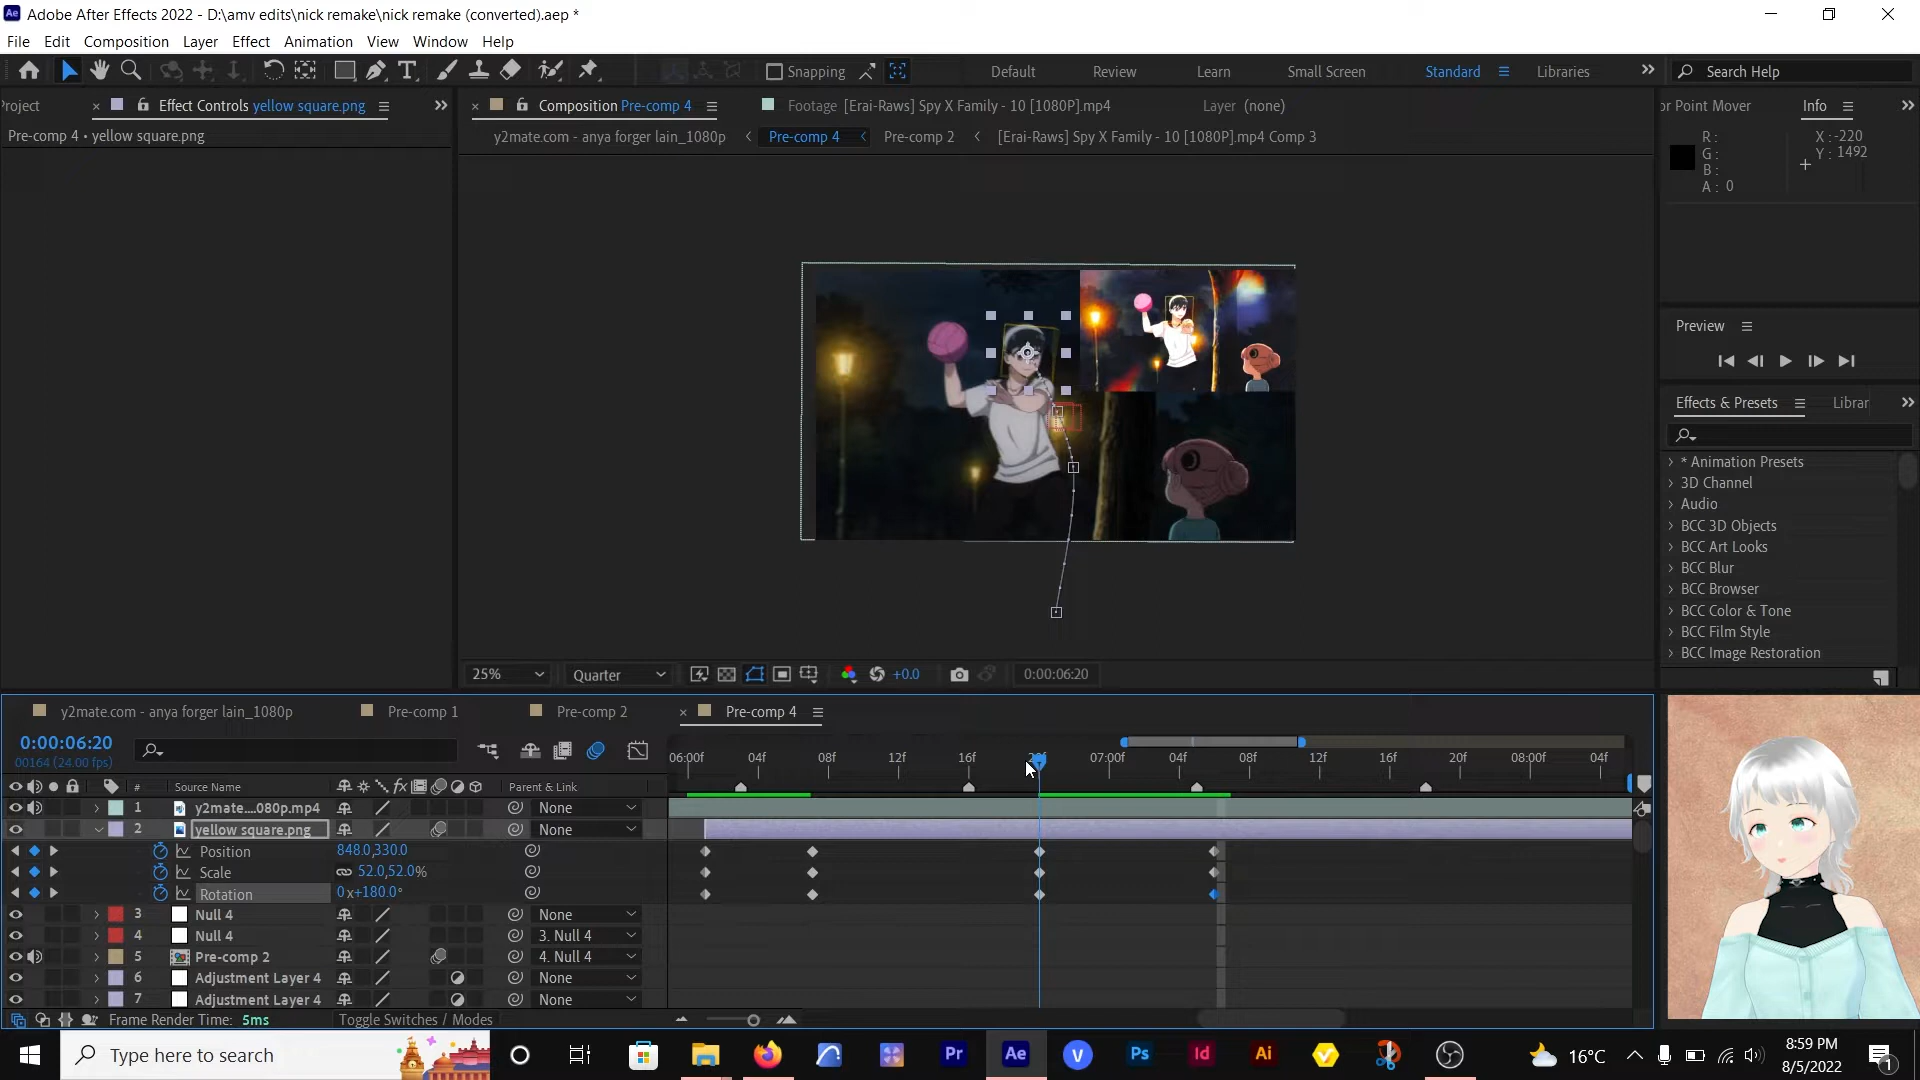 Adobe After Effects 2022 - D:\amv edits\nick remake\nick remake (converted).aep *
File Edit Composition Layer Effect Animation View Window Help
Snapping Default Review Learn Small Screen Standard Libraries Search Help
Project Effect Controls yellow square.png Composition Pre-comp 4 Footage [Erai-Raws] Spy X Family - 10 [1080P].mp4 Layer (none) or Point Mover Info
Pre-comp 4 • yellow square.png y2mate.com - anya forger lain_1080p Pre-comp 4 Pre-comp 2 [Erai-Raws] Spy X Family - 10 [1080P].mp4 Comp 3
R : X : -220
G : Y : 1492
B :
A : 0
Preview
Effects & Presets Librar
* Animation Presets
3D Channel
Audio
BCC 3D Objects
BCC Art Looks
BCC Blur
BCC Browser
BCC Color & Tone
BCC Film Style
BCC Image Restoration
25% Quarter +0.0 0:00:06:20
y2mate.com - anya forger lain_1080p Pre-comp 1 Pre-comp 2 Pre-comp 4
0:00:06:20
00164 (24.00 fps)
06:00f 04f 08f 12f 16f 20f 07:00f 04f 08f 12f 16f 20f 08:00f 04f
# Source Name fx Parent & Link
1 y2mate....080p.mp4 None
2 yellow square.png None
Position 848.0,330.0
Scale 52.0,52.0%
Rotation 0x+180.0°
3 Null 4 None
4 Null 4 3. Null 4
5 Pre-comp 2 4. Null 4
6 Adjustment Layer 4 None
7 Adjustment Layer 4 None
Frame Render Time: 5ms Toggle Switches / Modes
Type here to search Pr Ae V Ps Id Ai 16°C 8:59 PM
8/5/2022
1